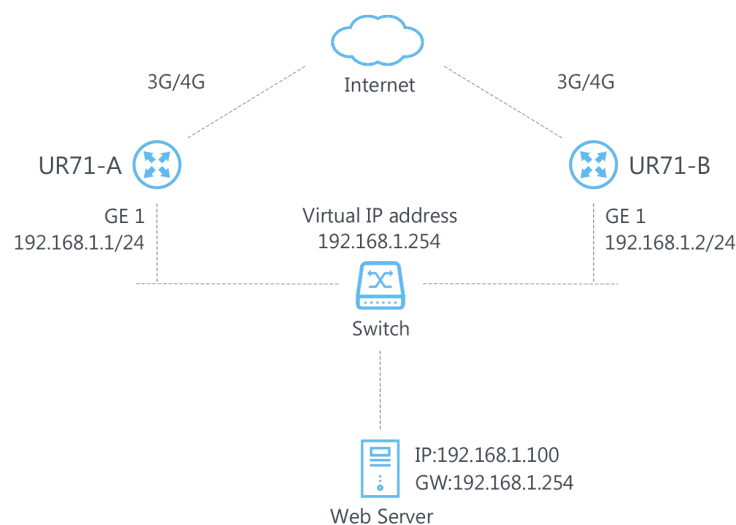 Internet
3G/4G
3G/4G
UR71-A
UR71-B
GE 1
192.168.1.1/24
Virtual IP address
192.168.1.254
GE 1
192.168.1.2/24
Switch
IP:192.168.1.100
GW:192.168.1.254
Web Server